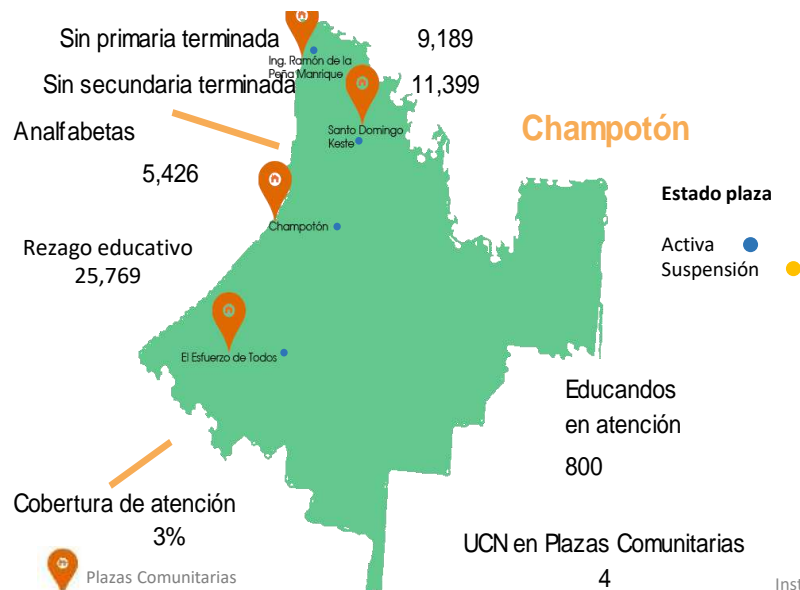 Sin primaria terminada 9,189
Ing. Ramón de la
Peña Manrique
Sin secundaria terminada 11,399
Analfabetas
5,426
Santo Domingo
Keste
Champotón
Estado plaza
Activa
Suspensión
Champotón
Rezago educativo
25,769
El Esfuerzo de Todos
Educandos
en atención
800
Cobertura de atención
3%
UCN en Plazas Comunitarias
4
Plazas Comunitarias
Inst